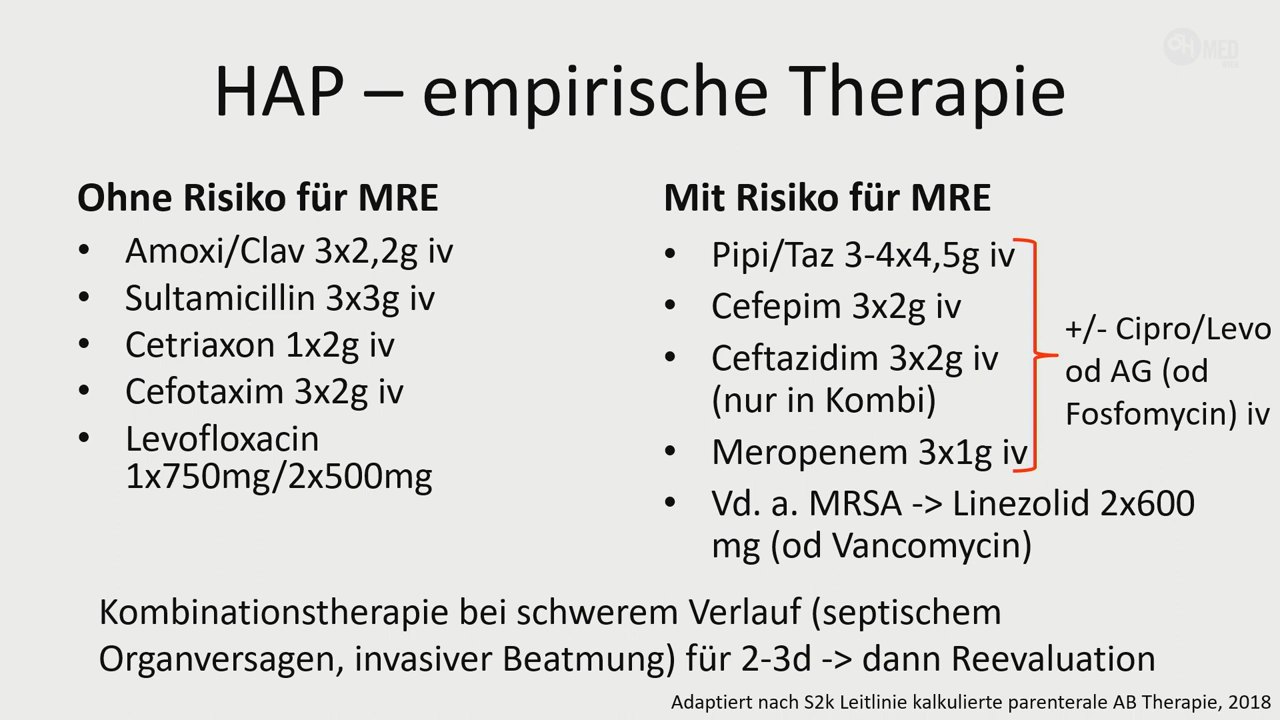 HAP – empirische Therapie
Ohne Risiko für MRE
• Amoxi/Clav 3x2,2g iv
• Sultamicillin 3x3g iv
• Cetriaxon 1x2g iv
• Cefotaxim 3x2g iv
• Levofloxacin
1x750mg/2x500mg
Mit Risiko für MRE
• Pipi/Taz 3-4x4,5g iv
• Cefepim 3x2g iv
• Ceftazidim 3x2g iv
(nur in Kombi)
• Meropenem 3x1g iv
+/- Cipro/Levo
od AG (od
Fosfomycin) iv
• Vd. a. MRSA -> Linezolid 2x600
mg (od Vancomycin)
Kombinationstherapie bei schwerem Verlauf (septischem
Organversagen, invasiver Beatmung) für 2-3d -> dann Reevaluation
Adaptiert nach S2k Leitlinie kalkulierte parenterale AB Therapie, 2018
MED